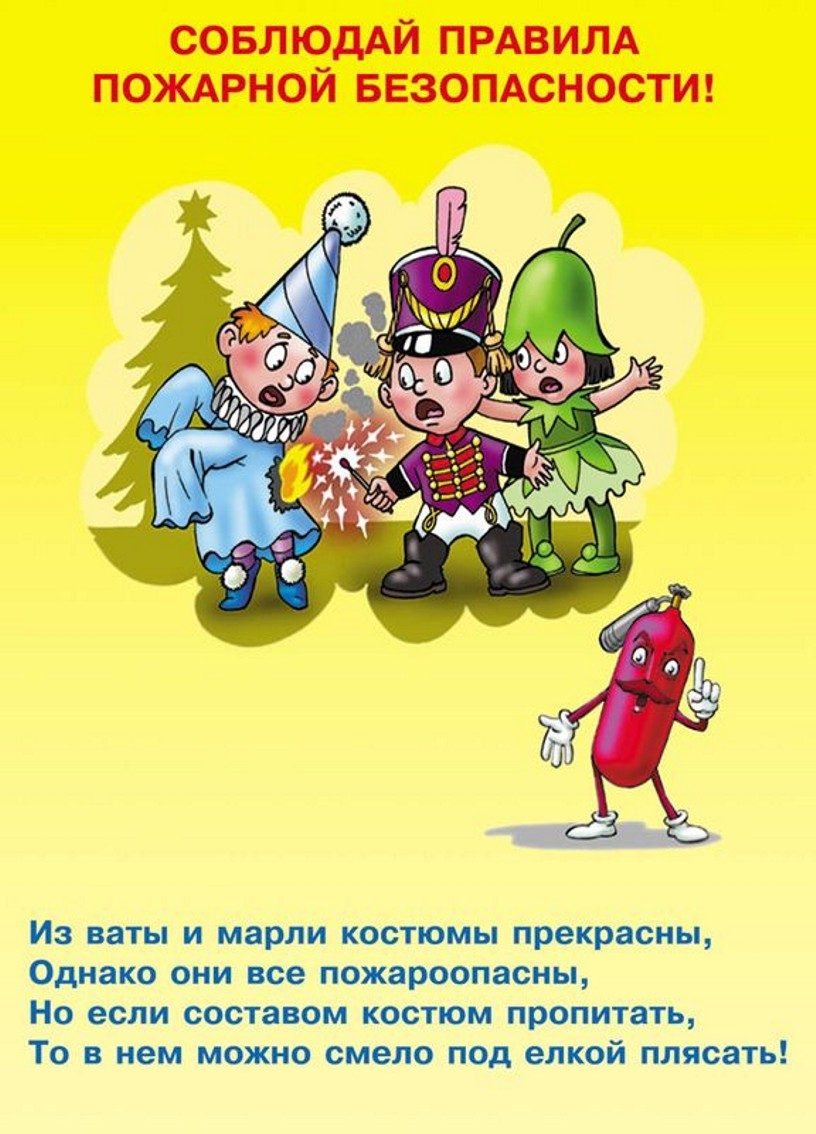 СОБЛЮДАЙ ПРАВИЛА
ПОЖАРНОЙ БЕЗОПАСНОСТИ!
Из ваты и марли костюмы прекрасны,
Однако они все пожароопасны,
Но если составом костюм пропитать,
То в нем можно смело под елкой плясать!